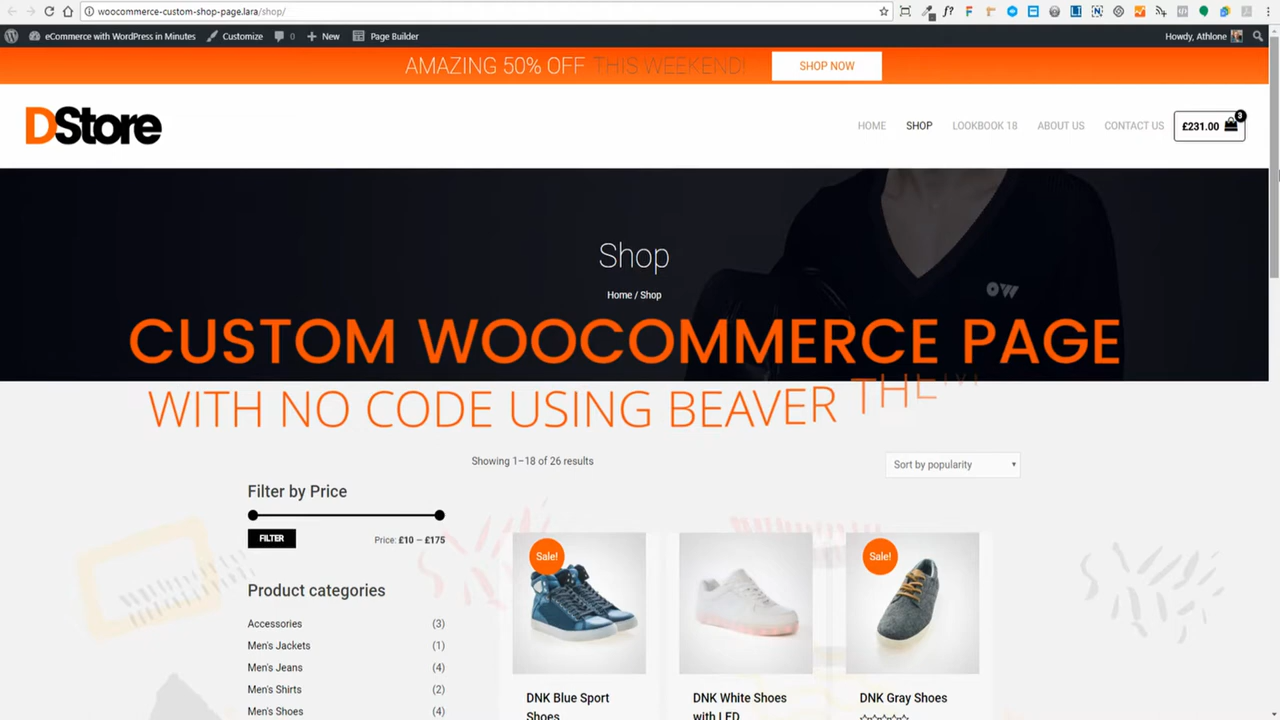 woocommerce-custom-shop-page.lara/shop/
eCommerce with WordPress in Minutes Customize 0 New Page Builder Howdy, Athlone
AMAZING 50% OFF THIS WEEKEND! SHOP NOW
DStore
HOME SHOP LOOKBOOK 18 ABOUT US CONTACT US £231.00 3
Shop
OW
Home / Shop
CUSTOM WOOCOMMERCE PAGE
WITH NO CODE USING BEAVER THEM
Showing 1–18 of 26 results
Sort by popularity
Filter by Price
FILTER
Price: £10 — £175
Sale!
Sale!
Product categories
Accessories (3)
Men's Jackets (1)
Men's Jeans (4)
Men's Shirts (2)
Men's Shoes (4)
DNK Blue Sport
Shoes
DNK White Shoes
with LED
DNK Gray Shoes